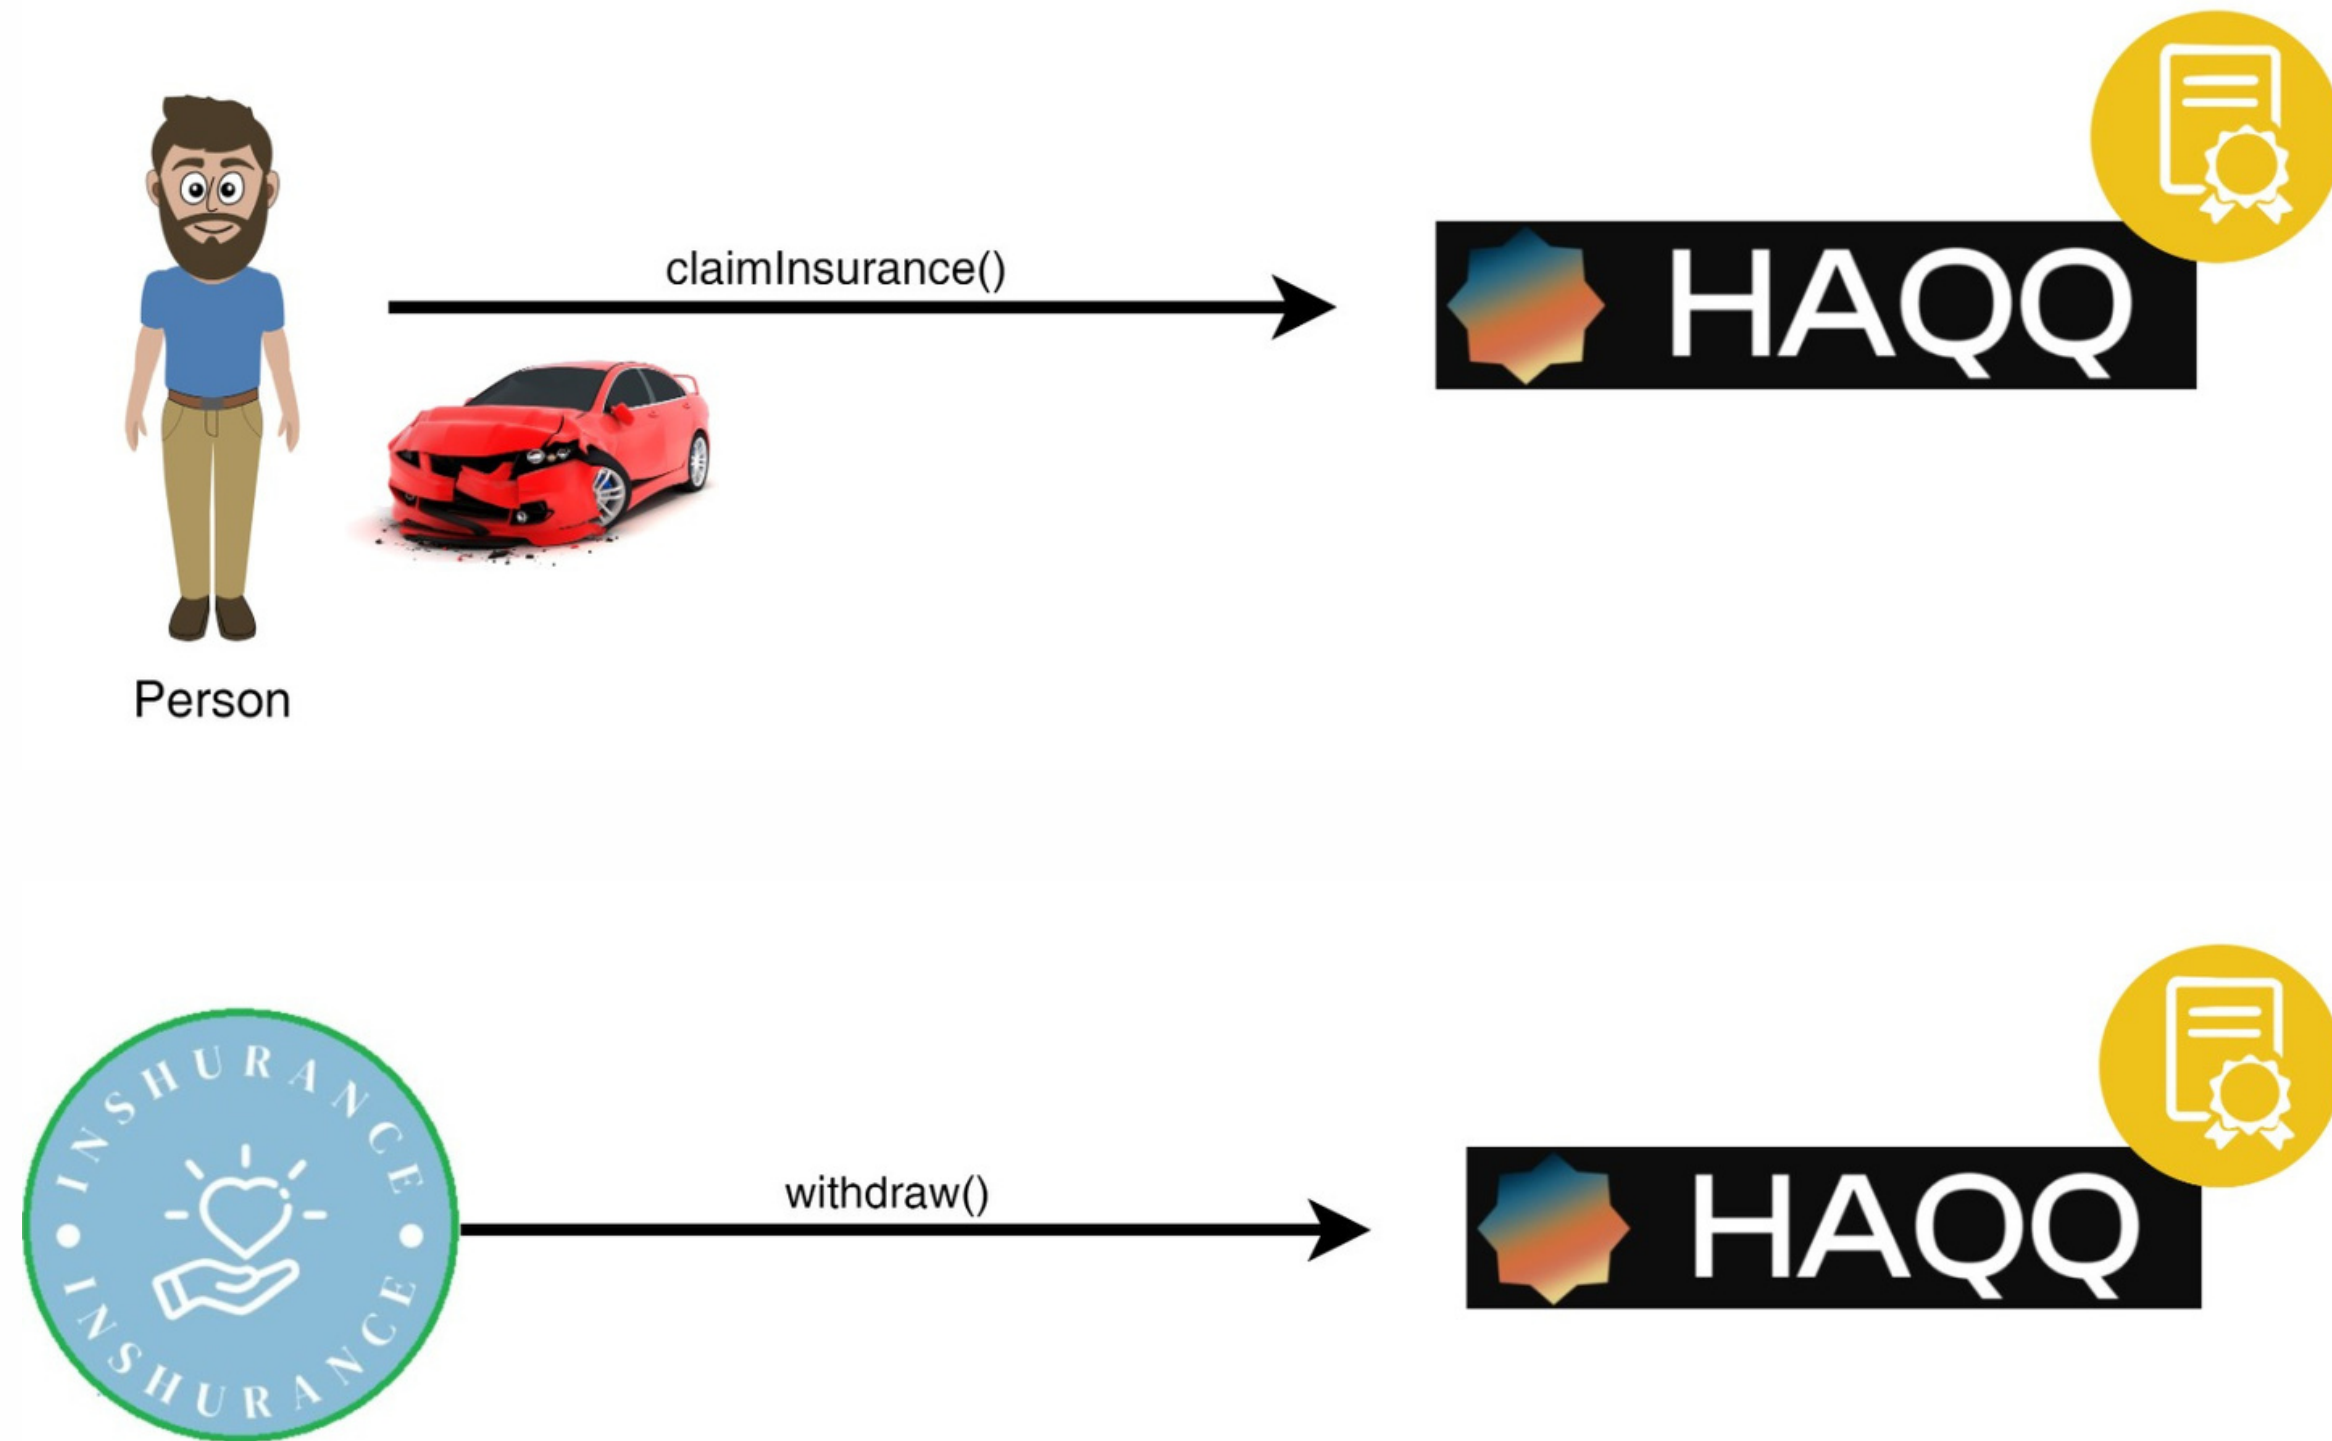 claimInsurance()
HAQQ
Person
INSHURANCE
INSHURANCE
withdraw()
HAQQ